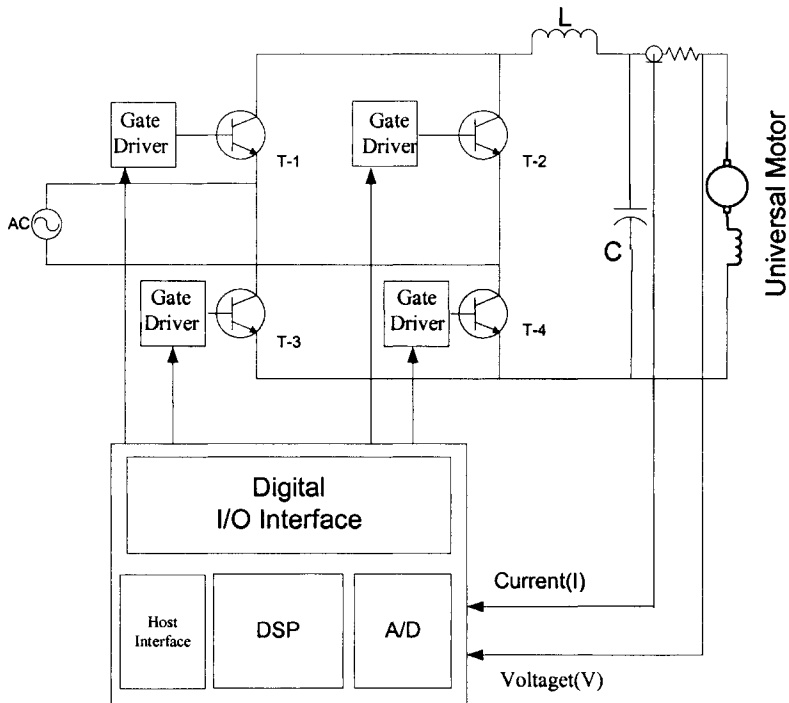 L
Gate
Driver
T-1
Gate
Driver
T-2
AC
Universal Motor
C
Gate
Driver
T-3
Gate
Driver
T-4
Digital
I/O Interface
Current(I)
Host
Interface
DSP
A/D
Voltaget(V)